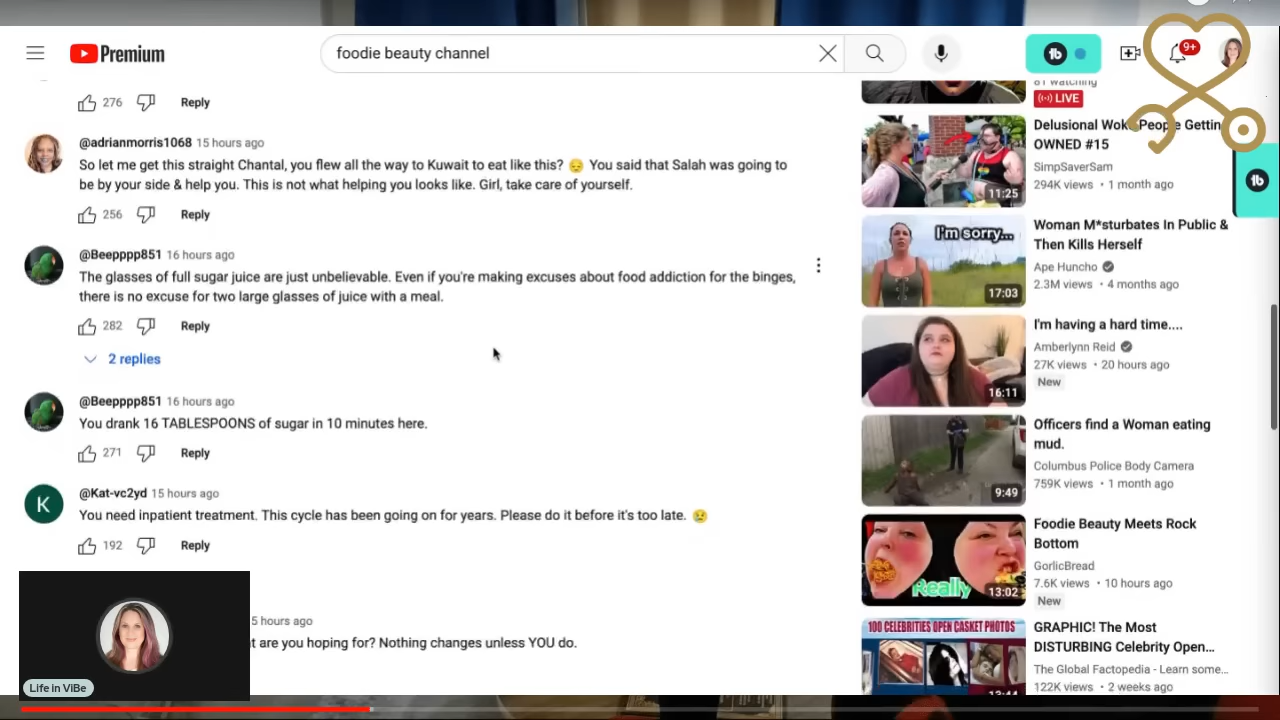 Premium
foodie beauty channel
9+
276
Reply
@adrianmorris1068 15 hours ago
So let me get this straight Chantal, you flew all the way to Kuwait to eat like this? 😔 You said that Salah was going to
be by your side & help you. This is not what helping you looks like. Girl, take care of yourself.
256
Reply
@Beepppp851 16 hours ago
The glasses of full sugar juice are just unbelievable. Even if you're making excuses about food addiction for the binges,
there is no excuse for two large glasses of juice with a meal.
282
Reply
2 replies
@Beepppp851 16 hours ago
You drank 16 TABLESPOONS of sugar in 10 minutes here.
271
Reply
K
@Kat-vc2yd 15 hours ago
You need inpatient treatment. This cycle has been going on for years. Please do it before it's too late. 😢
192
Reply
5 hours ago
t are you hoping for? Nothing changes unless YOU do.
Life in ViBe
81 watching
LIVE
Delusional Woke People Gettin
OWNED #15
SimpSaverSam
294K views • 1 month ago
11:25
I'm sorry...
17:03
Woman M*sturbates In Public &
Then Kills Herself
Ape Huncho
2.3M views • 4 months ago
16:11
I'm having a hard time....
Amberlynn Reid
27K views • 20 hours ago
New
9:49
Officers find a Woman eating
mud.
Columbus Police Body Camera
759K views • 1 month ago
Really
13:02
Foodie Beauty Meets Rock
Bottom
GorlicBread
7.6K views • 10 hours ago
New
100 CELEBRITIES OPEN CASKET PHOTOS
13:44
GRAPHIC! The Most
DISTURBING Celebrity Open...
The Global Factopedia - Learn some...
122K views • 2 weeks ago